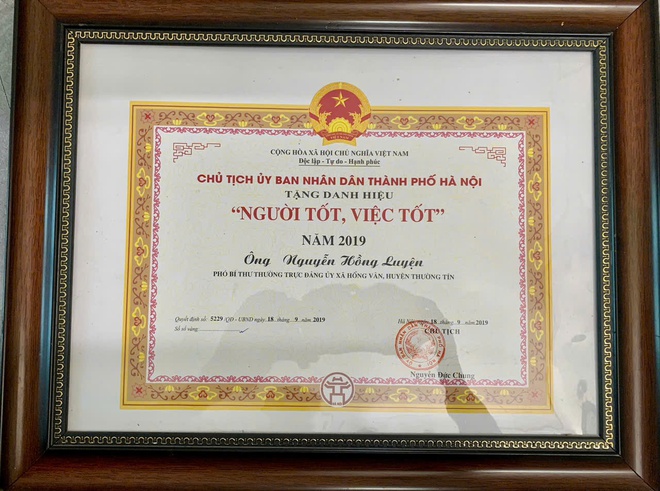 CỘNG HÒA XÃ HỘI CHỦ NGHĨA VIỆT NAM
Độc lập - Tự do - Hạnh phúc
CHỦ TỊCH ỦY BAN NHÂN DÂN THÀNH PHỐ HÀ NỘI
TẶNG DANH HIỆU
“NGƯỜI TỐT, VIỆC TỐT”
NĂM 2019
Ông Nguyễn Hồng Luyện
PHÓ BÍ THƯ THƯỜNG TRỰC ĐẢNG ỦY XÃ HỒNG VÂN, HUYỆN THƯỜNG TÍN
Quyết định số: 5229 /QĐ - UBND ngày.18.tháng..9..năm.2019
Số sổ vàng:
Hà Nội, ngày.18.tháng..9..năm.2019
CHỦ TỊCH
Nguyễn Đức Chung